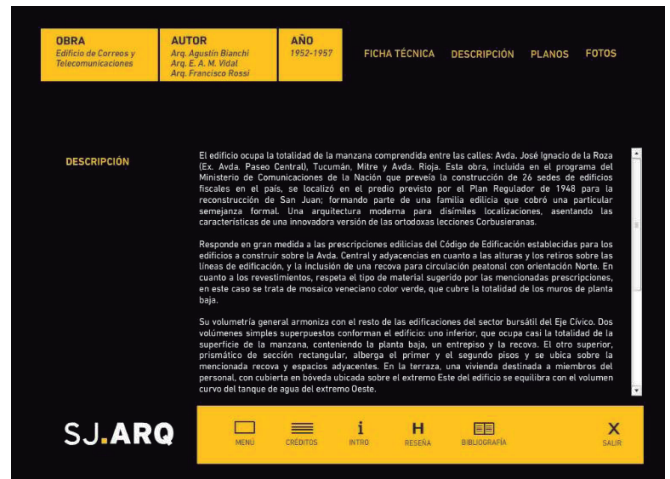 OBRA
Edificio de Correos y
Telecomunicaciones
AUTOR
Arq. Agustín Bianchi
Arq. E. A. M. Vidal
Arq. Francisco Rossi
AÑO
1952-1957
FICHA TÉCNICA DESCRIPCIÓN PLANOS FOTOS
DESCRIPCIÓN
El edificio ocupa la totalidad de la manzana comprendida entre las calles: Avda. José Ignacio de la Roza
(Ex. Avda. Paseo Central), Tucumán, Mitre y Avda. Rioja. Esta obra, incluida en el programa del
Ministerio de Comunicaciones de la Nación que preveía la construcción de 26 sedes de edificios
fiscales en el país, se localizó en el predio previsto por el Plan Regulador de 1948 para la
reconstrucción de San Juan; formando parte de una familia edilicia que cobró una particular
semejanza formal. Una arquitectura moderna para disímiles localizaciones, asentando las
características de una innovadora versión de las ortodoxas lecciones Corbusieranas.
Responde en gran medida a las prescripciones edilicias del Código de Edificación establecidas para los
edificios a construir sobre la Avda. Central y adyacencias en cuanto a las alturas y los retiros sobre las
líneas de edificación, y la inclusión de una recova para circulación peatonal con orientación Norte. En
cuanto a los revestimientos, respeta el tipo de material sugerido por las mencionadas prescripciones,
en este caso se trata de mosaico veneciano color verde, que cubre la totalidad de los muros de planta
baja.
Su volumetría general armoniza con el resto de las edificaciones del sector bursátil del Eje Cívico. Dos
volúmenes simples superpuestos conforman el edificio: uno inferior, que ocupa casi la totalidad de la
superficie de la manzana, conteniendo la planta baja, un entrepiso y la recova. El otro superior,
prismático de sección rectangular, alberga el primer y el segundo pisos y se ubica sobre la
mencionada recova y espacios adyacentes. En la terraza, una vivienda destinada a miembros del
personal, con cubierta en bóveda ubicada sobre el extremo Este del edificio se equilibra con el volumen
curvo del tanque de agua del extremo Oeste.
SJ.ARQ
i H X
MENÚ CRÉDITOS INTRO RESEÑA BIBLIOGRAFÍA SALIR